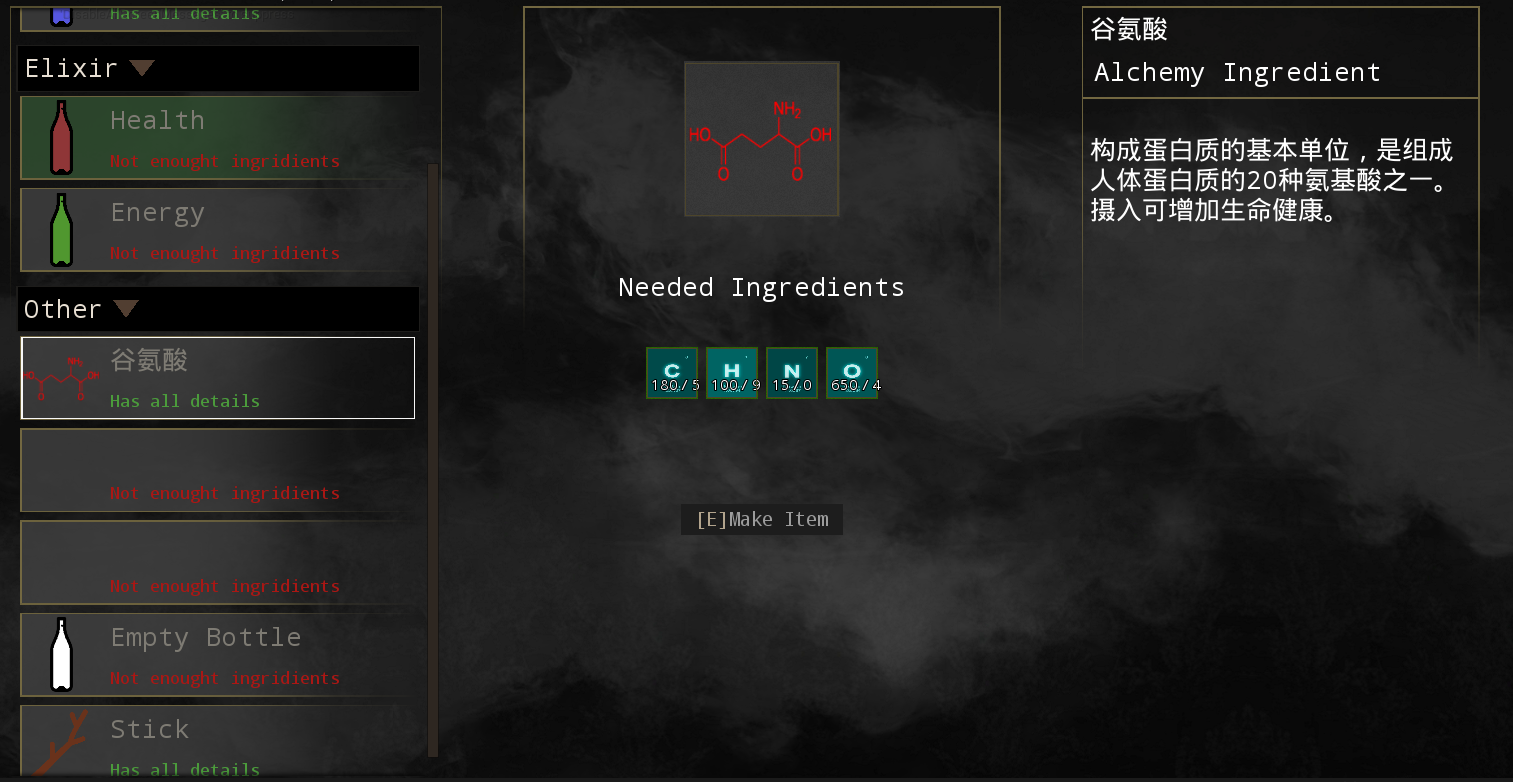 Has all details
Elixir
Health
Not enought ingridients
Energy
Not enought ingridients
Other
谷氨酸
Has all details
Not enought ingridients
Not enought ingridients
Empty Bottle
Not enought ingridients
Stick
Has all details
NH2
HO
OH
O
O
Needed Ingredients
C
180/5
H
100/9
N
15/0
O
650/4
[E]Make Item
谷氨酸
Alchemy Ingredient
构成蛋白质的基本单位，是组成
人体蛋白质的20种氨基酸之一。
摄入可增加生命健康。